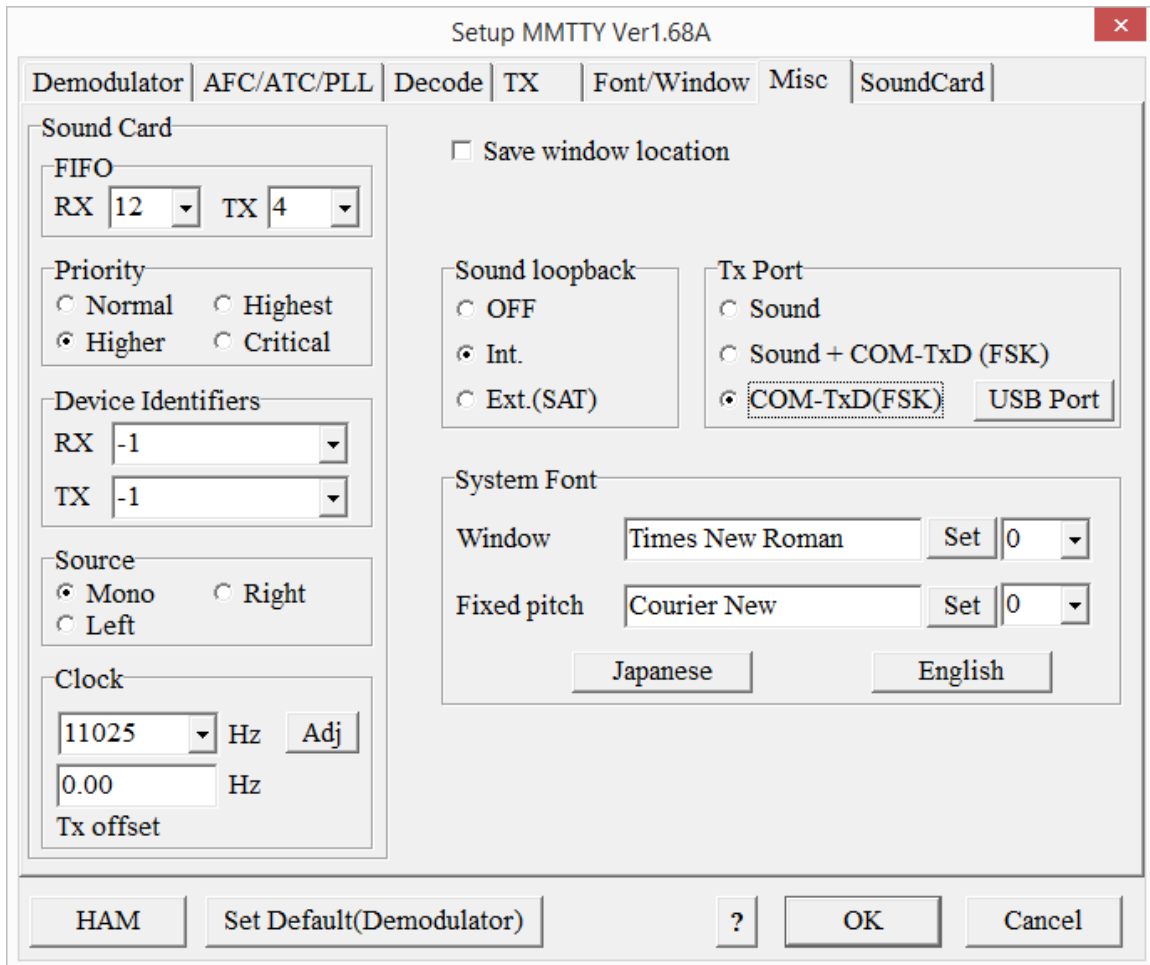 Setup MMTTY Ver1.68A
Demodulator AFC/ATC/PLL Decode TX Font/Window Misc SoundCard
Sound Card
FIFO
RX 12 TX 4
Priority
Normal Highest
Higher Critical
Device Identifiers
RX -1
TX -1
Source
Mono Right
Left
Clock
11025 Hz Adj
0.00 Hz
Tx offset
Save window location
Sound loopback
OFF
Int.
Ext.(SAT)
Tx Port
Sound
Sound + COM-TxD (FSK)
COM-TxD(FSK) USB Port
System Font
Window Times New Roman Set 0
Fixed pitch Courier New Set 0
Japanese English
HAM Set Default(Demodulator) ? OK Cancel